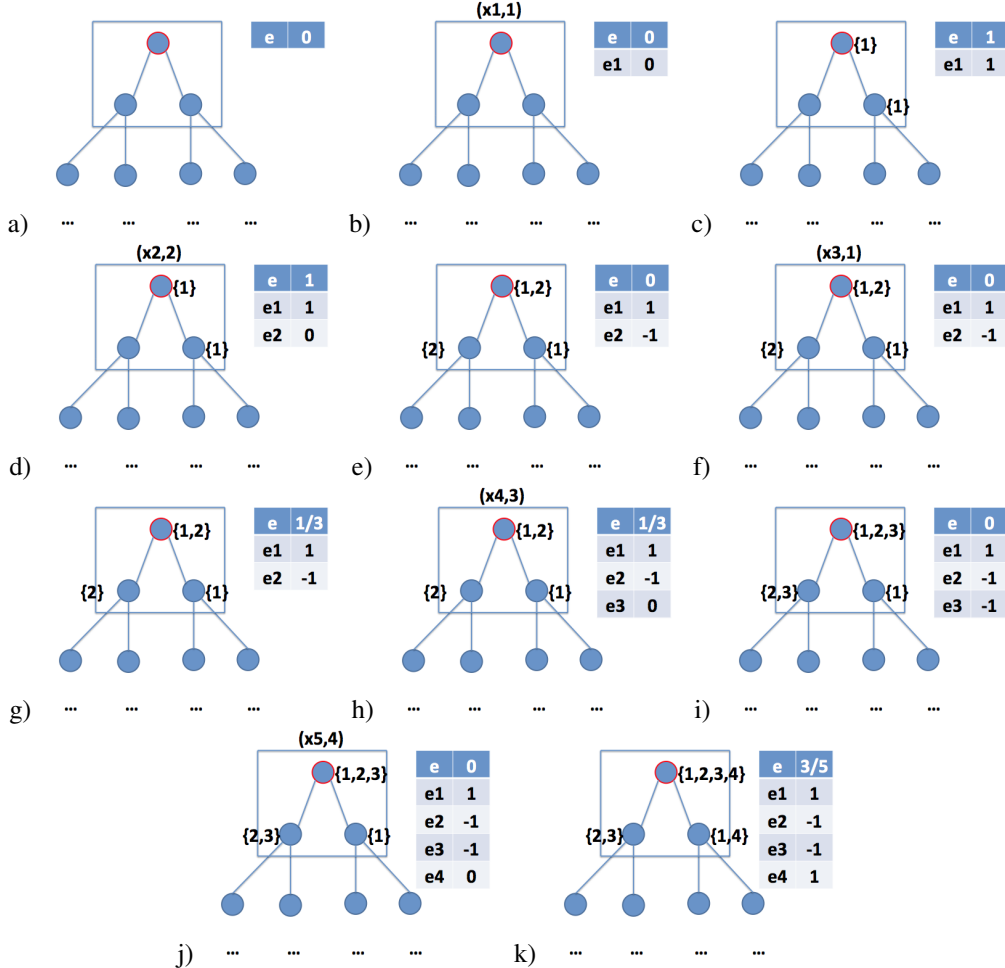 (x1,1)
e 0
e 0
e1 0
{1}
e 1
e1 1
{1}
a) ... ... ... ...
b) ... ... ... ...
c) ... ... ... ...
(x2,2)
{1}
e 1
e1 1
e2 0
{1}
{1,2}
e 0
e1 1
e2 -1
{2} {1}
(x3,1)
{1,2}
e 0
e1 1
e2 -1
{2} {1}
d) ... ... ... ...
e) ... ... ... ...
f) ... ... ... ...
{1,2}
e 1/3
e1 1
e2 -1
{2} {1}
(x4,3)
{1,2}
e 1/3
e1 1
e2 -1
e3 0
{2} {1}
{1,2,3}
e 0
e1 1
e2 -1
e3 -1
{2,3} {1}
g) ... ... ... ...
h) ... ... ... ...
i) ... ... ... ...
(x5,4)
{1,2,3}
e 0
e1 1
e2 -1
e3 -1
e4 0
{2,3} {1}
{1,2,3,4}
e 3/5
e1 1
e2 -1
e3 -1
e4 1
{2,3} {1,4}
j) ... ... ... ...
k) ... ... ... ...